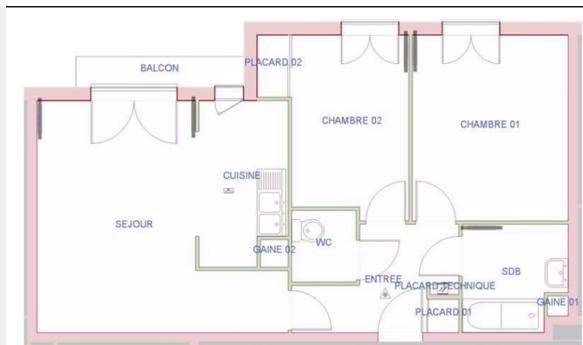 BALCON
PLACARD 02
CHAMBRE 02
CHAMBRE 01
CUISINE
SEJOUR
WC
GAINE 02
ENTREE
SDB
PLACARD TECHNIQUE
GAINE 01
PLACARD 01